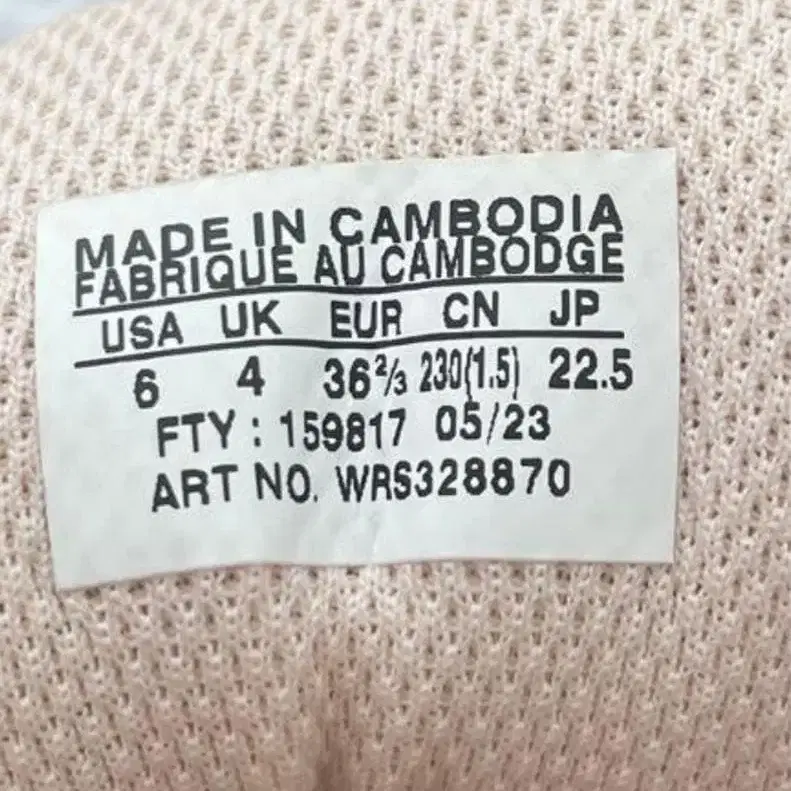 MADE IN CAMBODIA
FABRIQUE AU CAMBODGE
USA UK EUR CN JP
6 4 36⅔ 230(1.5) 22.5
FTY : 159817 05/23
ART NO. WRS328870